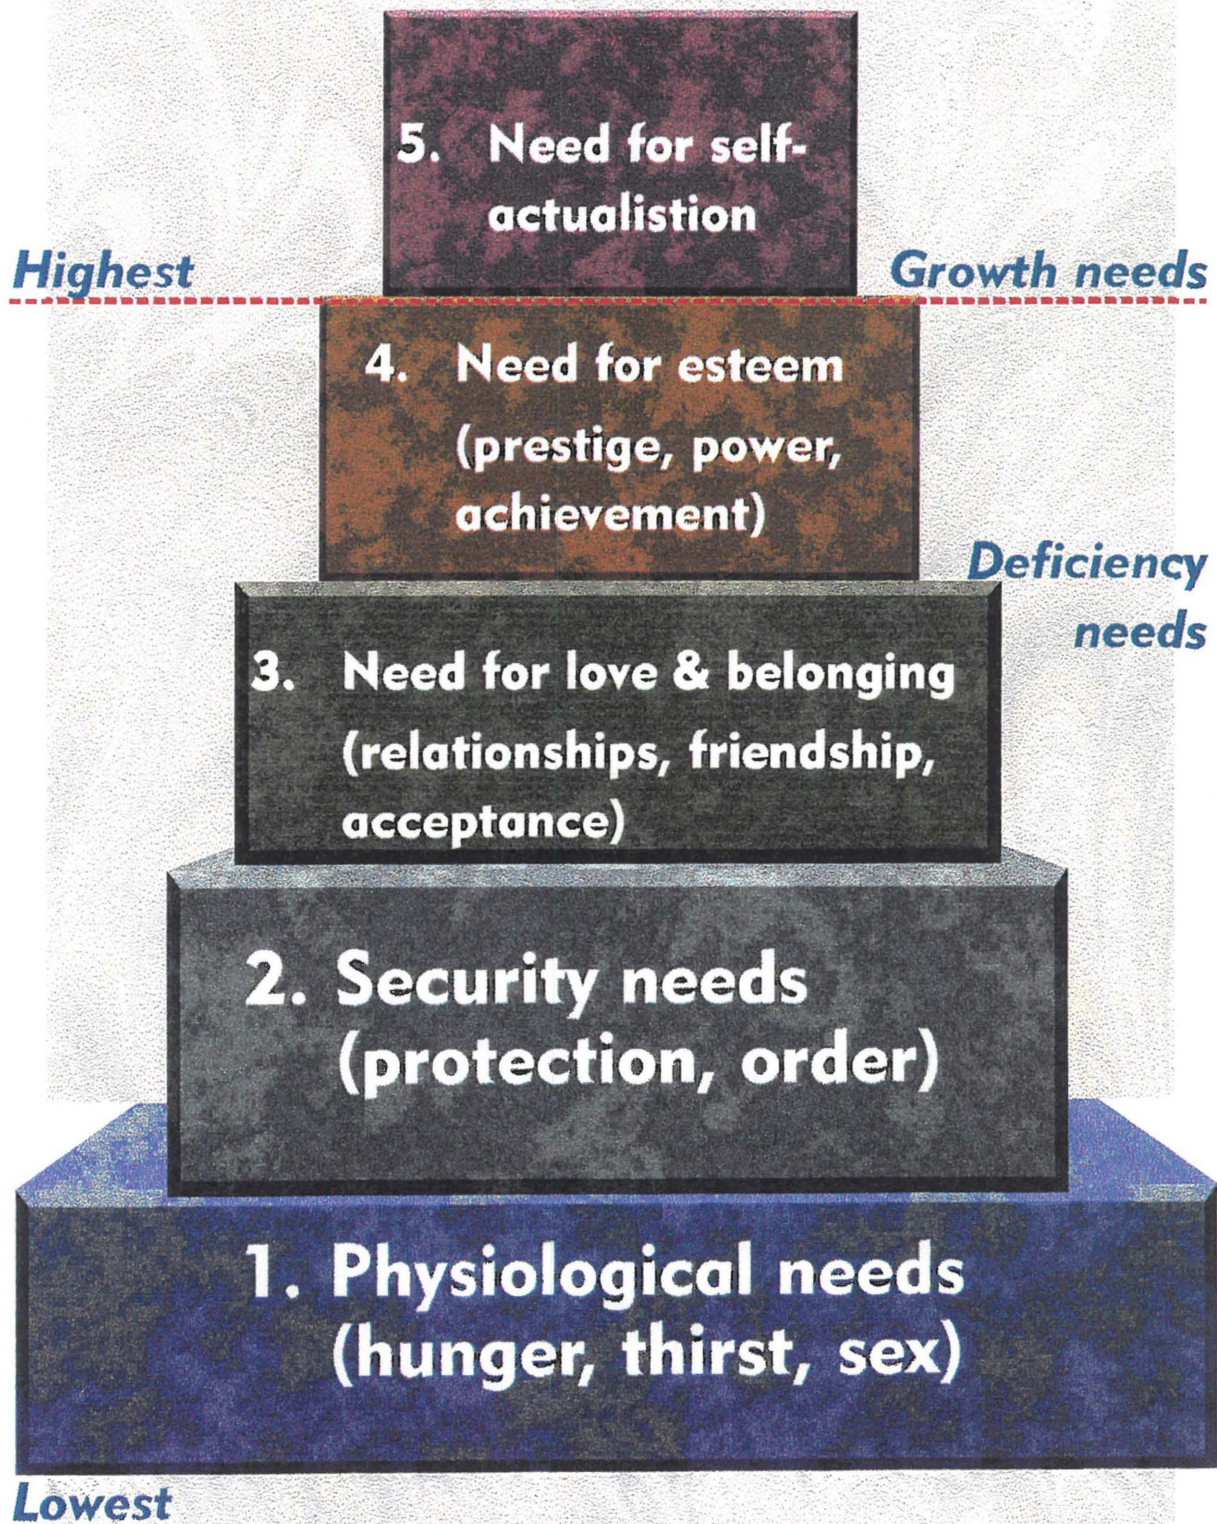 5. Need for self-
actualistion
Highest
Growth needs
4. Need for esteem
(prestige, power,
achievement)
Deficiency
needs
3. Need for love & belonging
(relationships, friendship,
acceptance)
2. Security needs
(protection, order)
1. Physiological needs
(hunger, thirst, sex)
Lowest